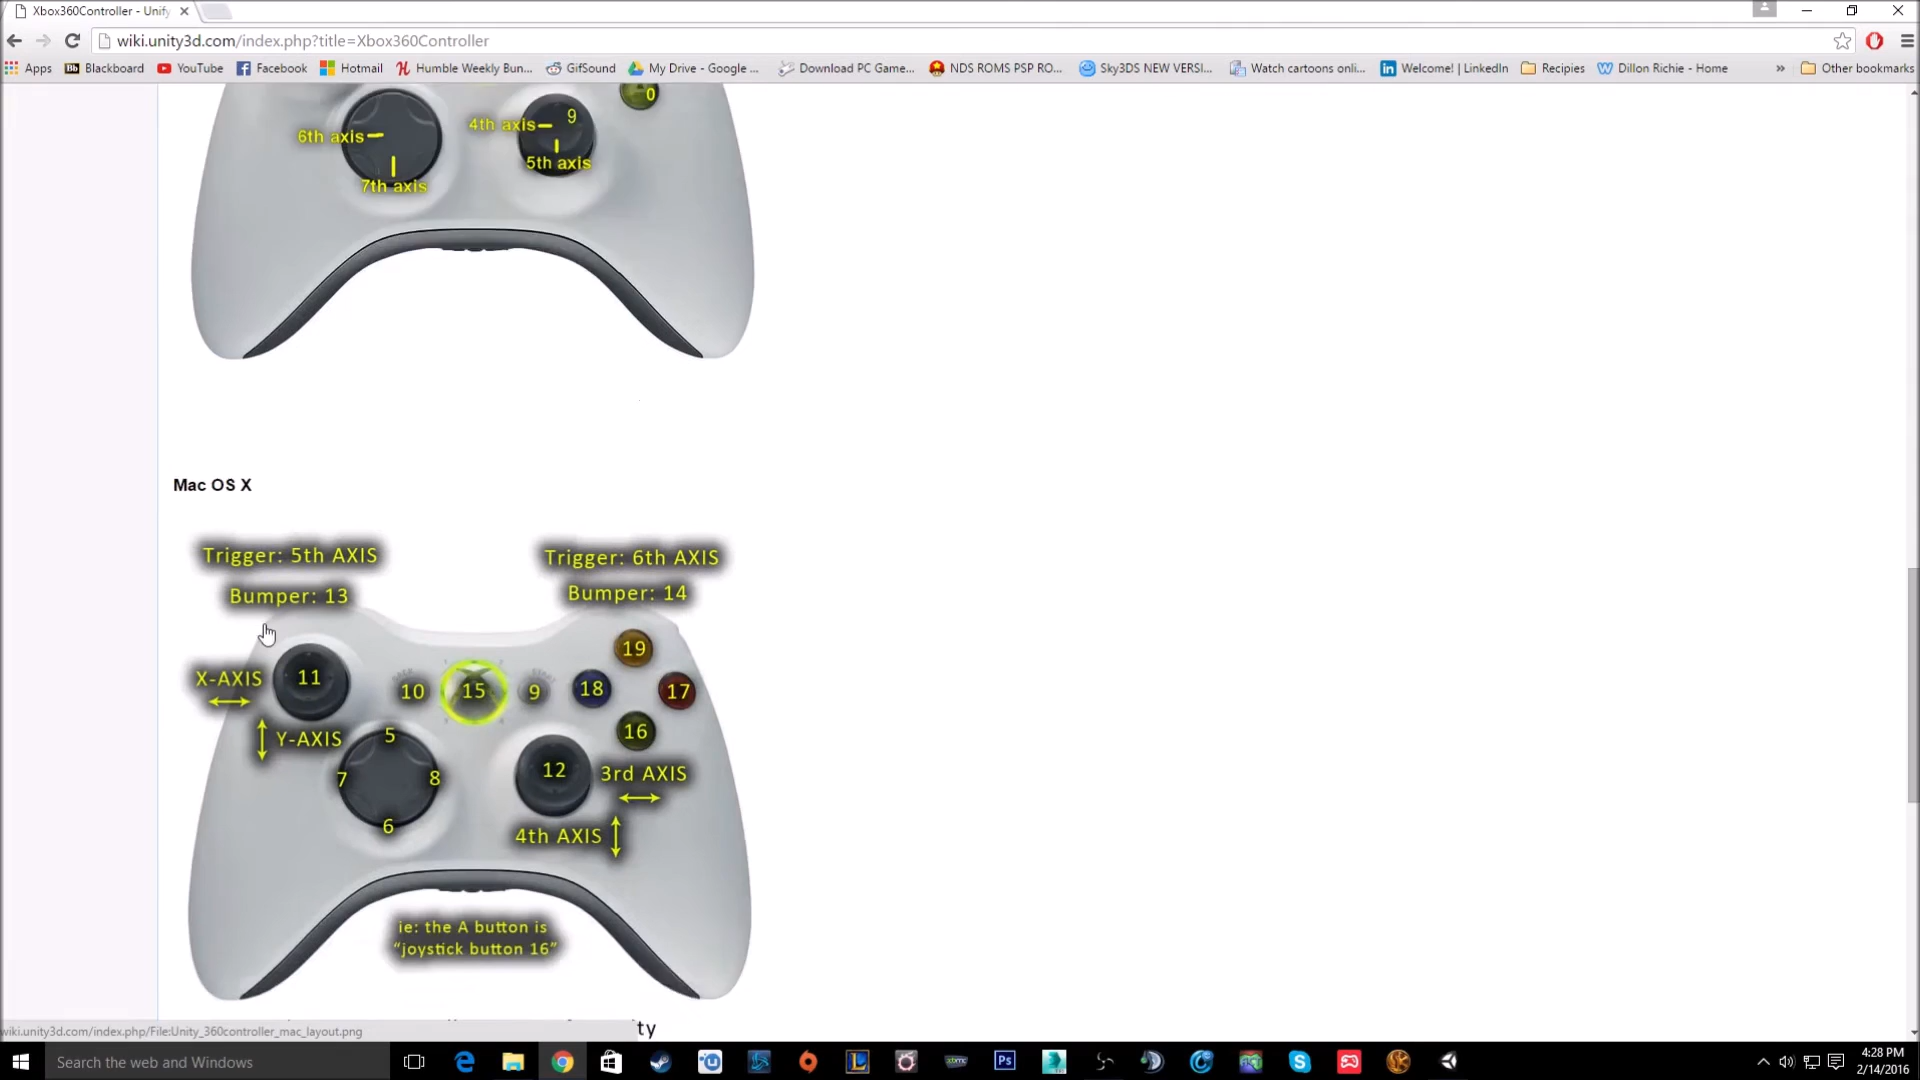 Xbox360Controller - Unify
wiki.unity3d.com/index.php?title=Xbox360Controller
Apps Blackboard YouTube Facebook Hotmail Humble Weekly Bun... GifSound My Drive - Google ... Download PC Game... NDS ROMS PSP RO... Sky3DS NEW VERSI... Watch cartoons onli... Welcome! | LinkedIn Recipies Dillon Richie - Home » Other bookmarks
0
9
4th axis
6th axis
5th axis
7th axis
Mac OS X
Trigger: 5th AXIS
Trigger: 6th AXIS
Bumper: 13
Bumper: 14
19
X-AXIS
11
10
15
9
18
17
Y-AXIS
5
16
7
8
12
3rd AXIS
6
4th AXIS
ie: the A button is
“joystick button 16”
wiki.unity3d.com/index.php/File:Unity_360controller_mac_layout.png
ty
Search the web and Windows
4:28 PM
2/14/2016